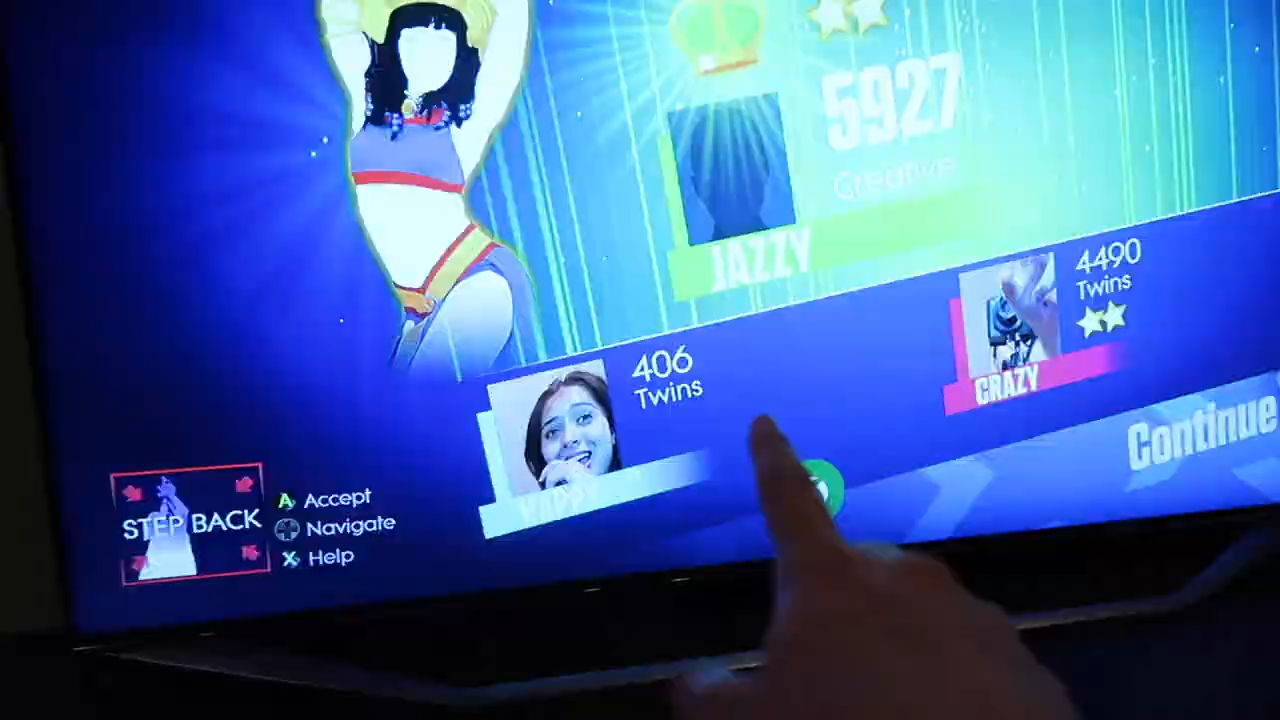 5927
Creative
JAZZY
4490
Twins
CRAZY
406
Twins
Continue
STEP BACK
A Accept
Navigate
X Help